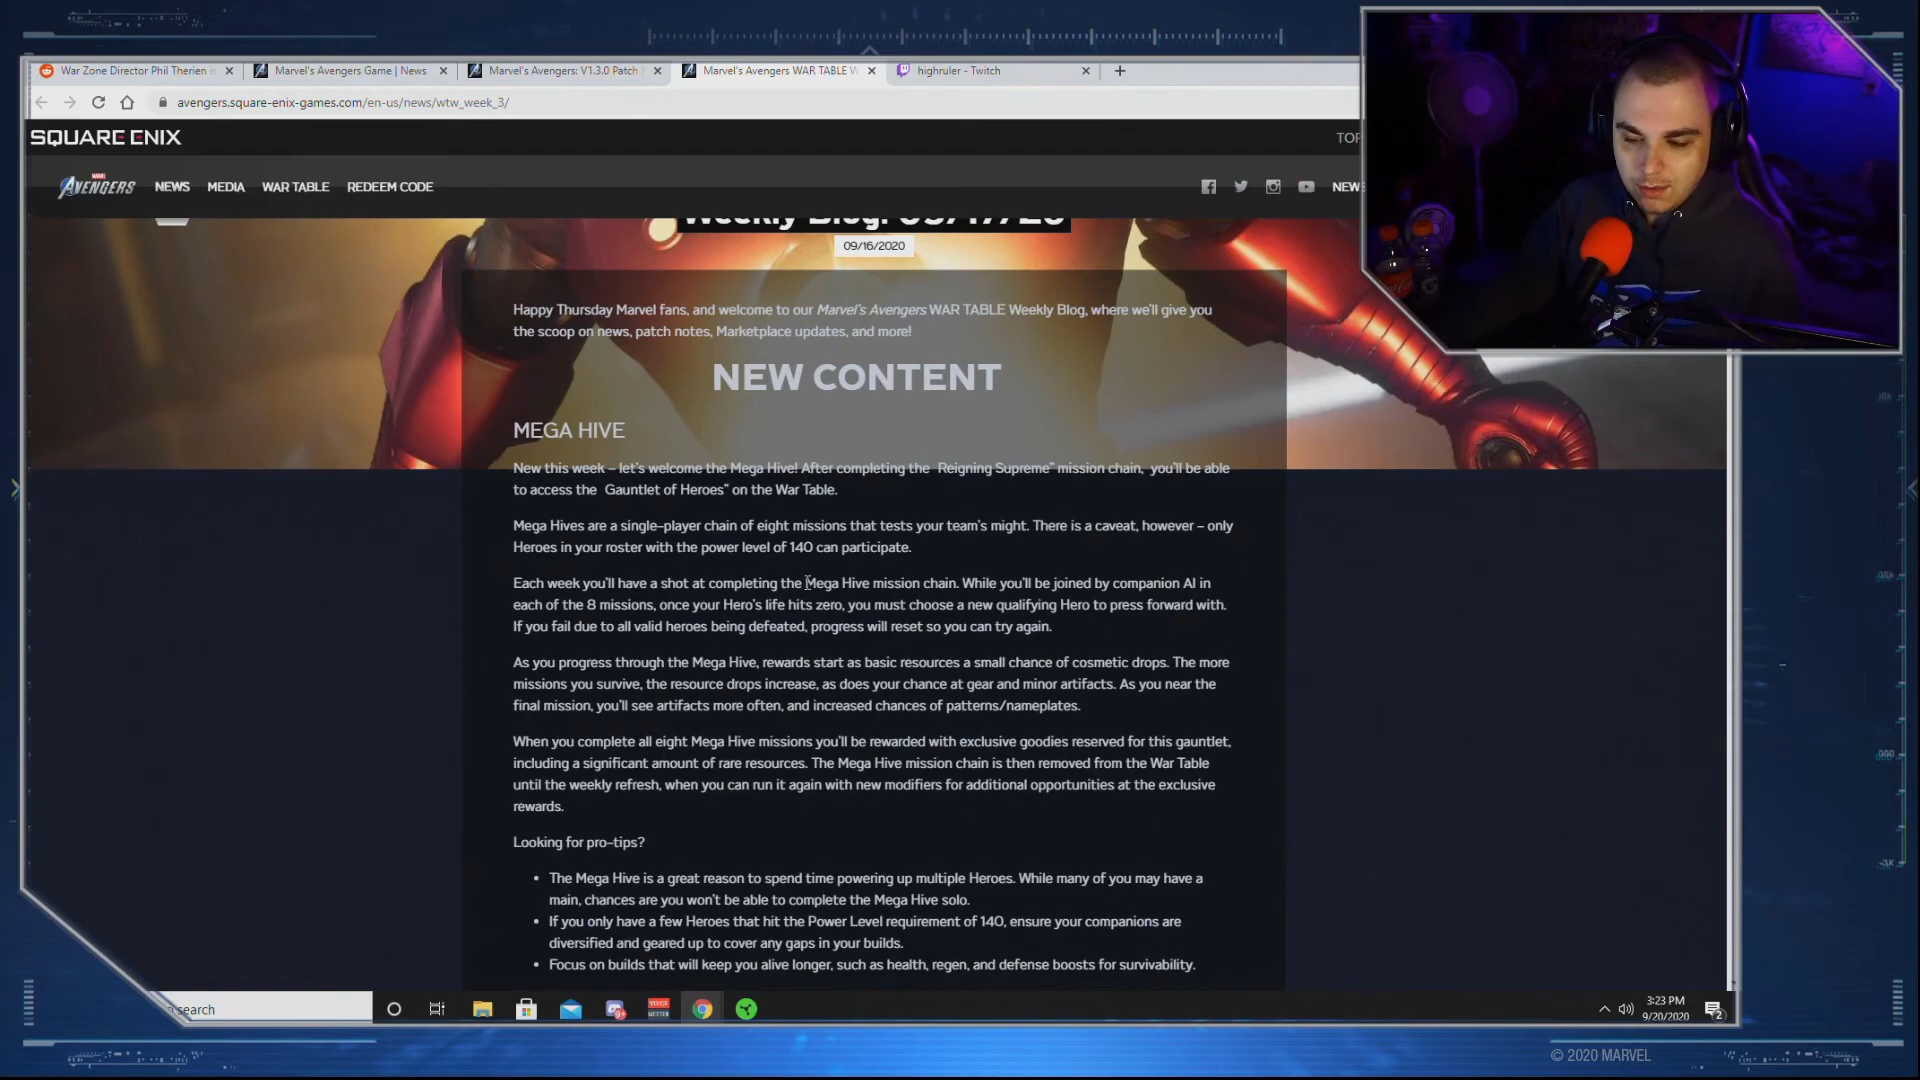 War Zone Director Phil Therien is
Marvel's Avengers Game | News
Marvel's Avengers: V1.3.0 Patch
Marvel's Avengers WAR TABLE W
highruler - Twitch
avengers.square-enix-games.com/en-us/news/wtw_week_3/
SQUARE ENIX
TOP
MARVEL
AVENGERS
NEWS
MEDIA
WAR TABLE
REDEEM CODE
NEW
Weekly Blog: 09/17/20
09/16/2020
Happy Thursday Marvel fans, and welcome to our Marvel's Avengers WAR TABLE Weekly Blog, where we'll give you
the scoop on news, patch notes, Marketplace updates, and more!
NEW CONTENT
MEGA HIVE
New this week – let's welcome the Mega Hive! After completing the  Reigning Supreme" mission chain,  you'll be able
to access the  Gauntlet of Heroes" on the War Table.
Mega Hives are a single-player chain of eight missions that tests your team's might. There is a caveat, however – only
Heroes in your roster with the power level of 140 can participate.
Each week you'll have a shot at completing the Mega Hive mission chain. While you'll be joined by companion AI in
each of the 8 missions, once your Hero's life hits zero, you must choose a new qualifying Hero to press forward with.
If you fail due to all valid heroes being defeated, progress will reset so you can try again.
As you progress through the Mega Hive, rewards start as basic resources a small chance of cosmetic drops. The more
missions you survive, the resource drops increase, as does your chance at gear and minor artifacts. As you near the
final mission, you'll see artifacts more often, and increased chances of patterns/nameplates.
When you complete all eight Mega Hive missions you'll be rewarded with exclusive goodies reserved for this gauntlet,
including a significant amount of rare resources. The Mega Hive mission chain is then removed from the War Table
until the weekly refresh, when you can run it again with new modifiers for additional opportunities at the exclusive
rewards.
Looking for pro-tips?
• The Mega Hive is a great reason to spend time powering up multiple Heroes. While many of you may have a
main, chances are you won't be able to complete the Mega Hive solo.
• If you only have a few Heroes that hit the Power Level requirement of 140, ensure your companions are
diversified and geared up to cover any gaps in your builds.
• Focus on builds that will keep you alive longer, such as health, regen, and defense boosts for survivability.
search
9+
3:23 PM
9/20/2020
2
© 2020 MARVEL